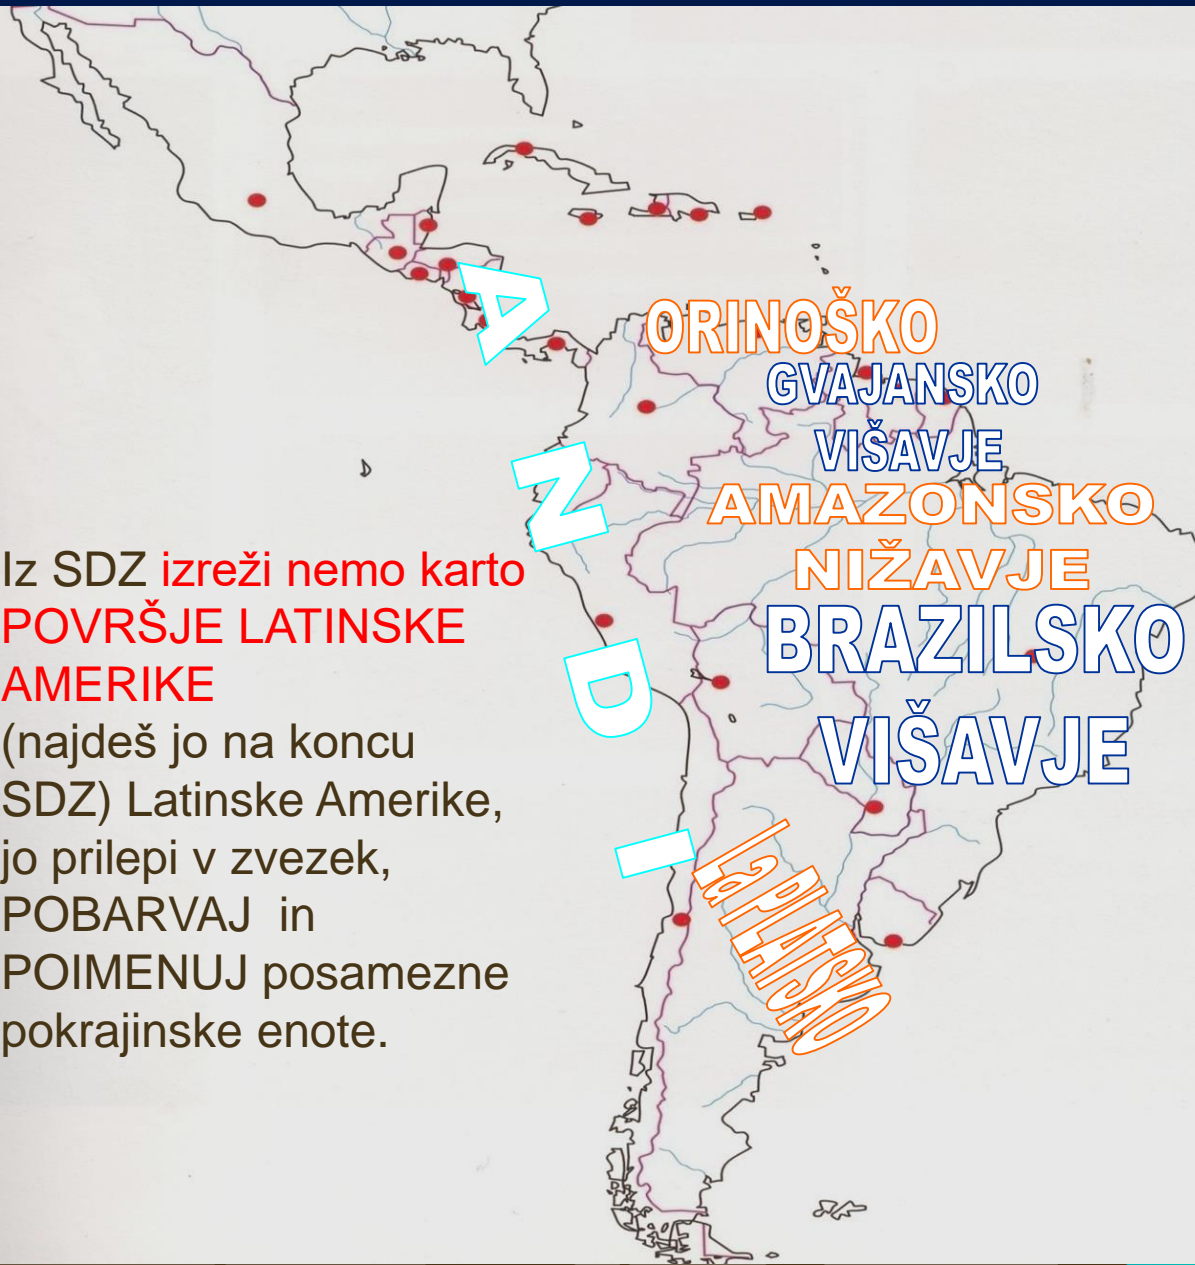 ANDI
ORINOŠKO
GVAJANSKO
VIŠAVJE
AMAZONSKO
NIŽAVJE
BRAZILSKO
VIŠAVJE
La PLATSKO
Iz SDZ izreži nemo karto
POVRŠJE LATINSKE
AMERIKE
(najdeš jo na koncu
SDZ) Latinske Amerike,
jo prilepi v zvezek,
POBARVAJ in
POIMENUJ posamezne
pokrajinske enote.